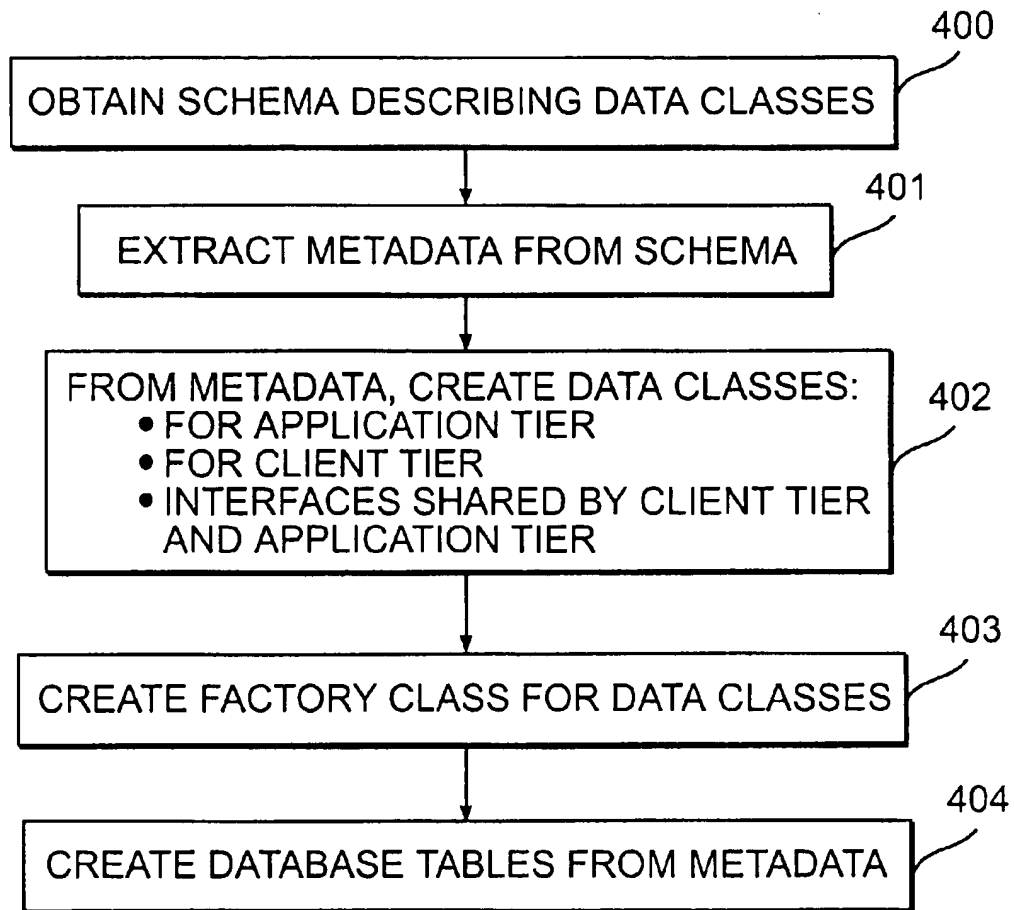 400
OBTAIN SCHEMA DESCRIBING DATA CLASSES
401
EXTRACT METADATA FROM SCHEMA
FROM METADATA, CREATE DATA CLASSES:
• FOR APPLICATION TIER
• FOR CLIENT TIER
• INTERFACES SHARED BY CLIENT TIER
AND APPLICATION TIER
402
403
CREATE FACTORY CLASS FOR DATA CLASSES
404
CREATE DATABASE TABLES FROM METADATA